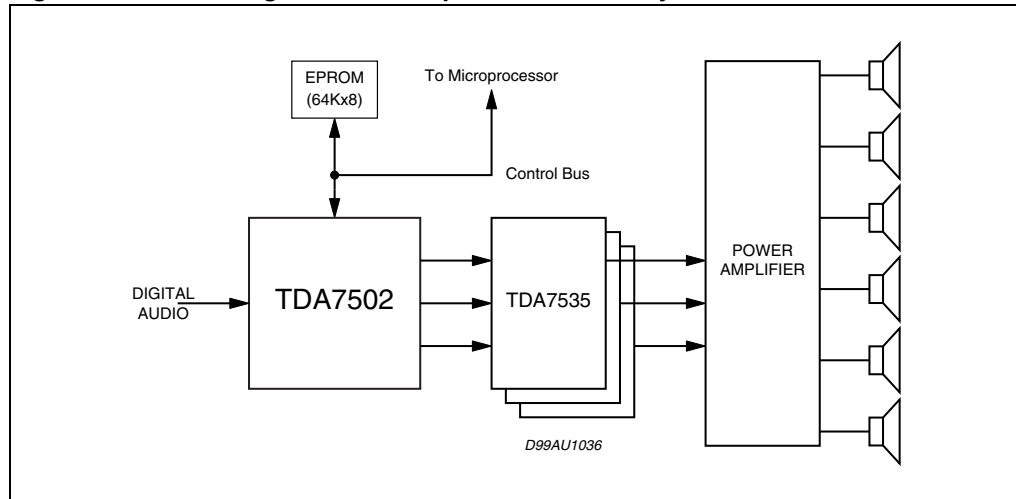 EPROM
(64Kx8)
To Microprocessor
Control Bus
DIGITAL
AUDIO
TDA7502
TDA7535
POWER
AMPLIFIER
D99AU1036